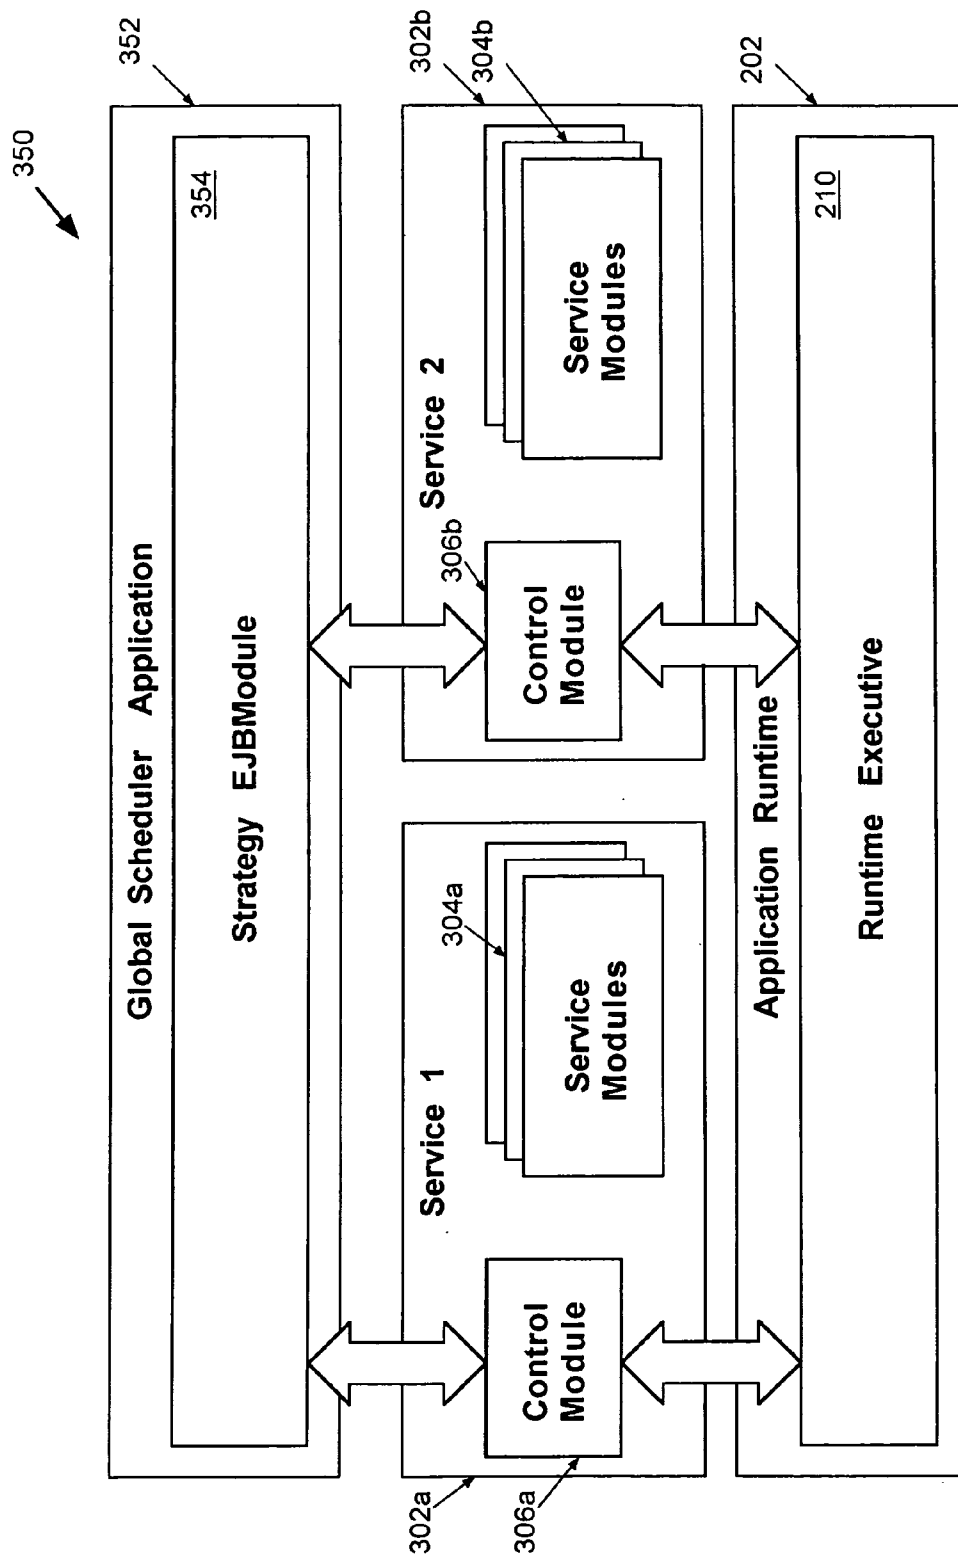 350
352
Global Scheduler Application
354
Strategy EJBModule
302b
304b
Service 1
Service 2
304a
306b
Control
Module
Service
Modules
Control
Module
Service
Modules
302a
306a
202
Application Runtime
210
Runtime Executive